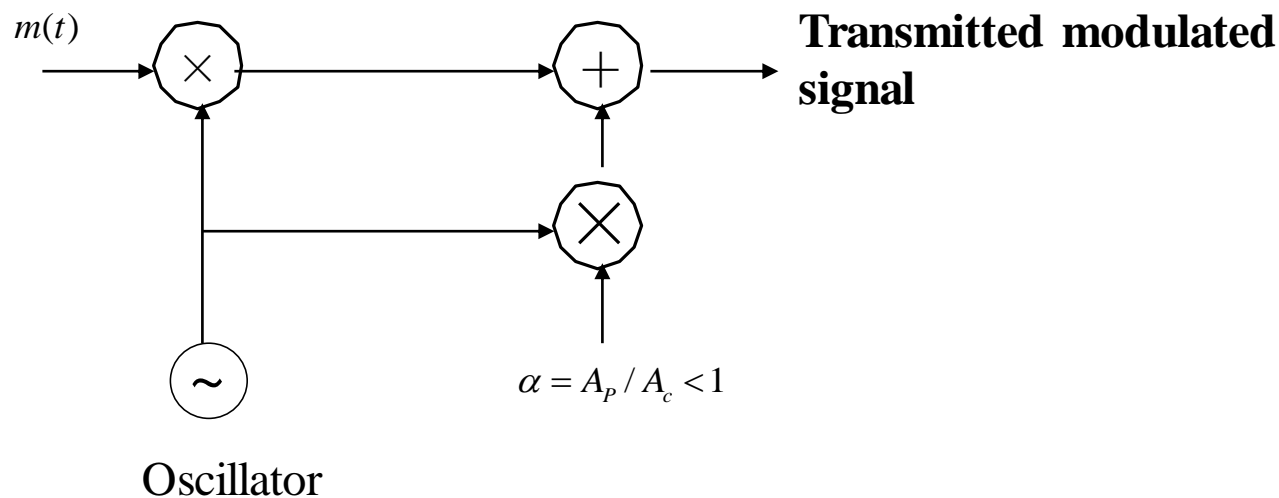 m(t)
Transmitted modulated
signal
×
+
×
~
α = A_P / A_c < 1
Oscillator